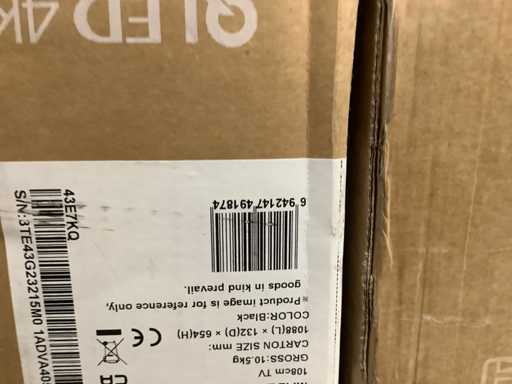 QLED 4K
43E7KQ
S/N:3TE43G23215M0 1ADVA40
108cm TV
GROSS:10.5kg
CARTON SIZE: mm:
1088(L) × 132(D) × 654(H)
COLOR:Black
※Product image is for reference only,
goods in kind prevail.
6 942147 491874